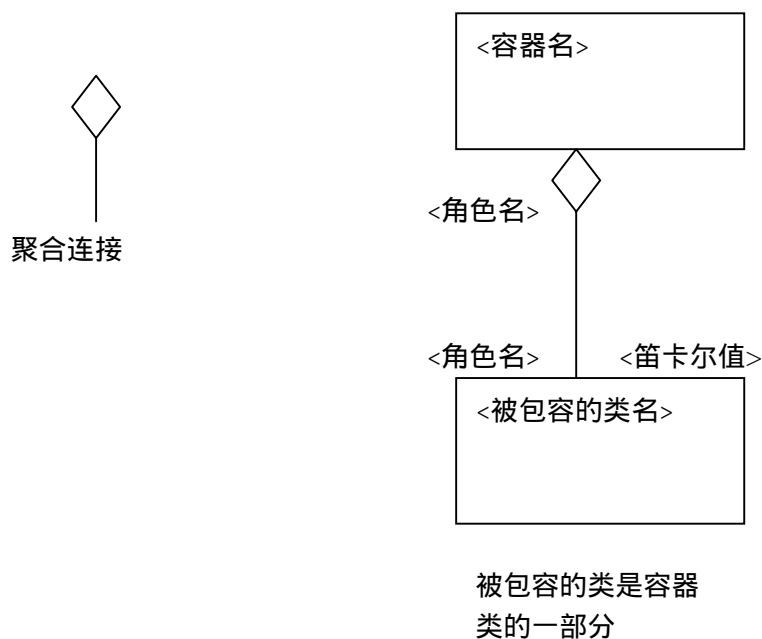 <容器名>
<角色名>
聚合连接
<角色名>
<笛卡尔值>
<被包容的类名>
被包容的类是容器
类的一部分